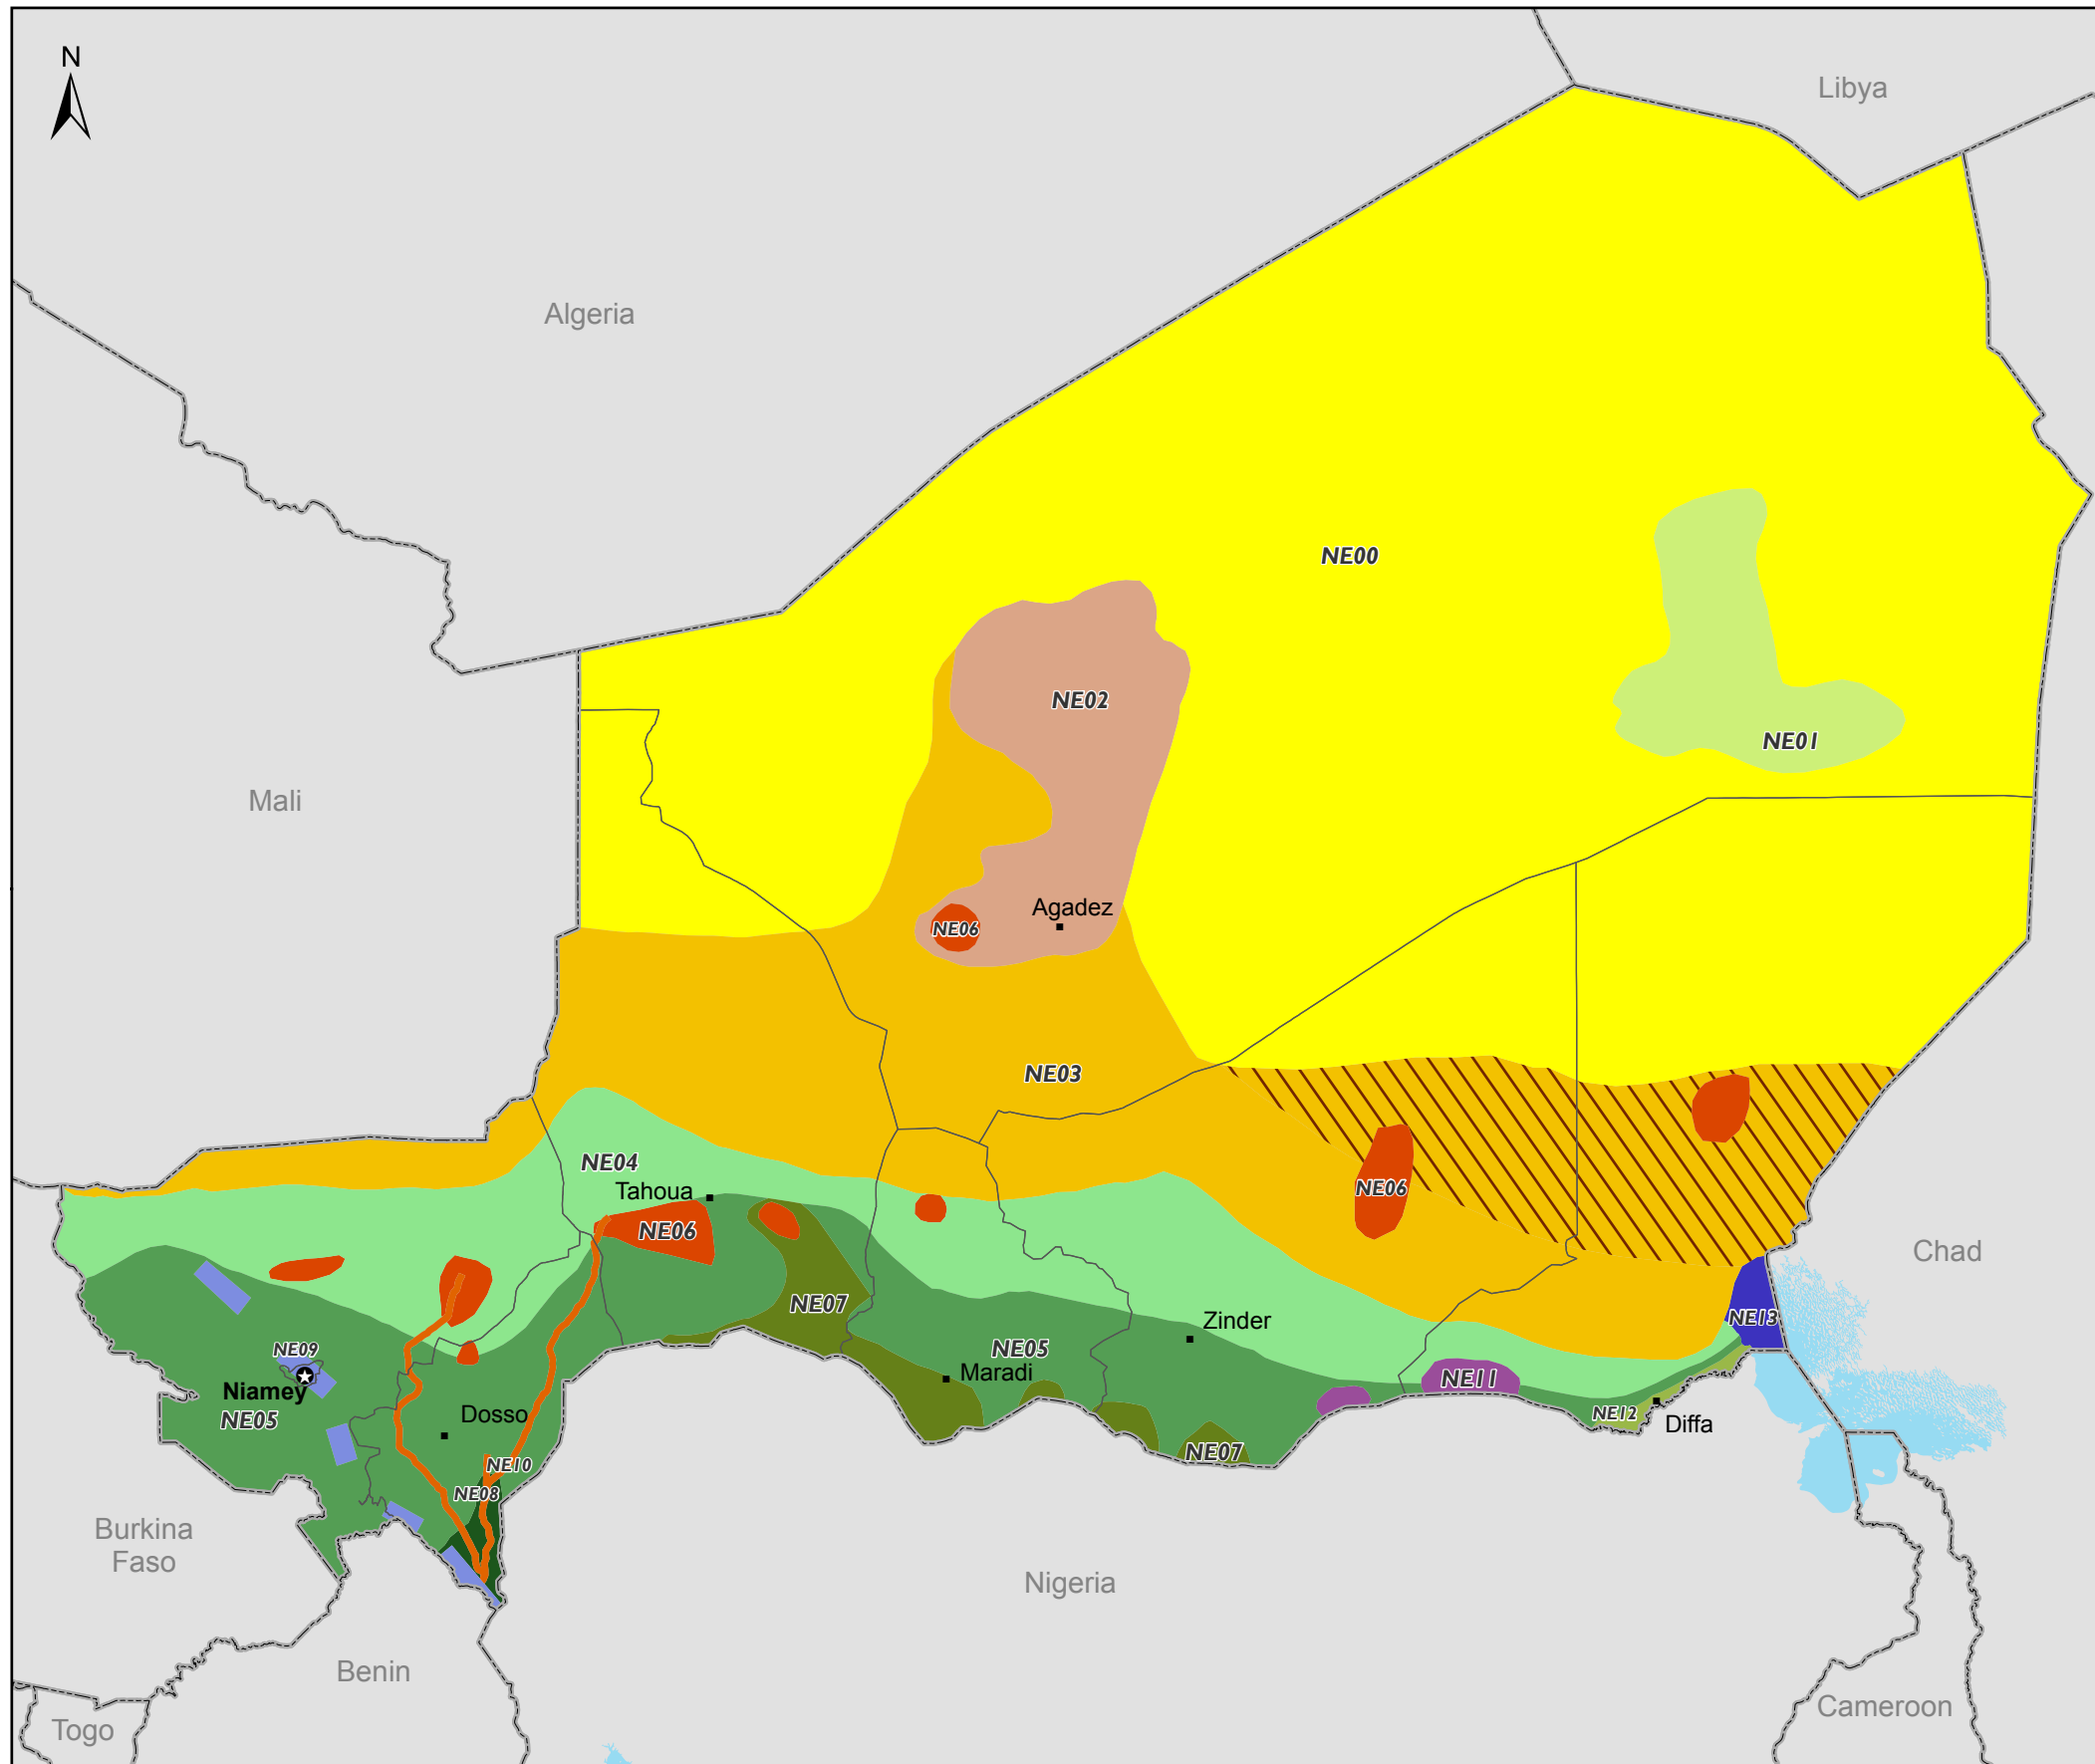 N
Libya
Algeria
NE00
NE02
NE01
Mali
Agadez
NE06
NE03
NE04
Tahoua
NE06
NE06
Chad
NE07
NE13
Zinder
NE05
NE09
Maradi
NE11
Niamey
NE05
Dosso
NE12
Diffa
NE07
NE10
NE08
Burkina
Faso
Nigeria
Benin
Togo
Cameroon